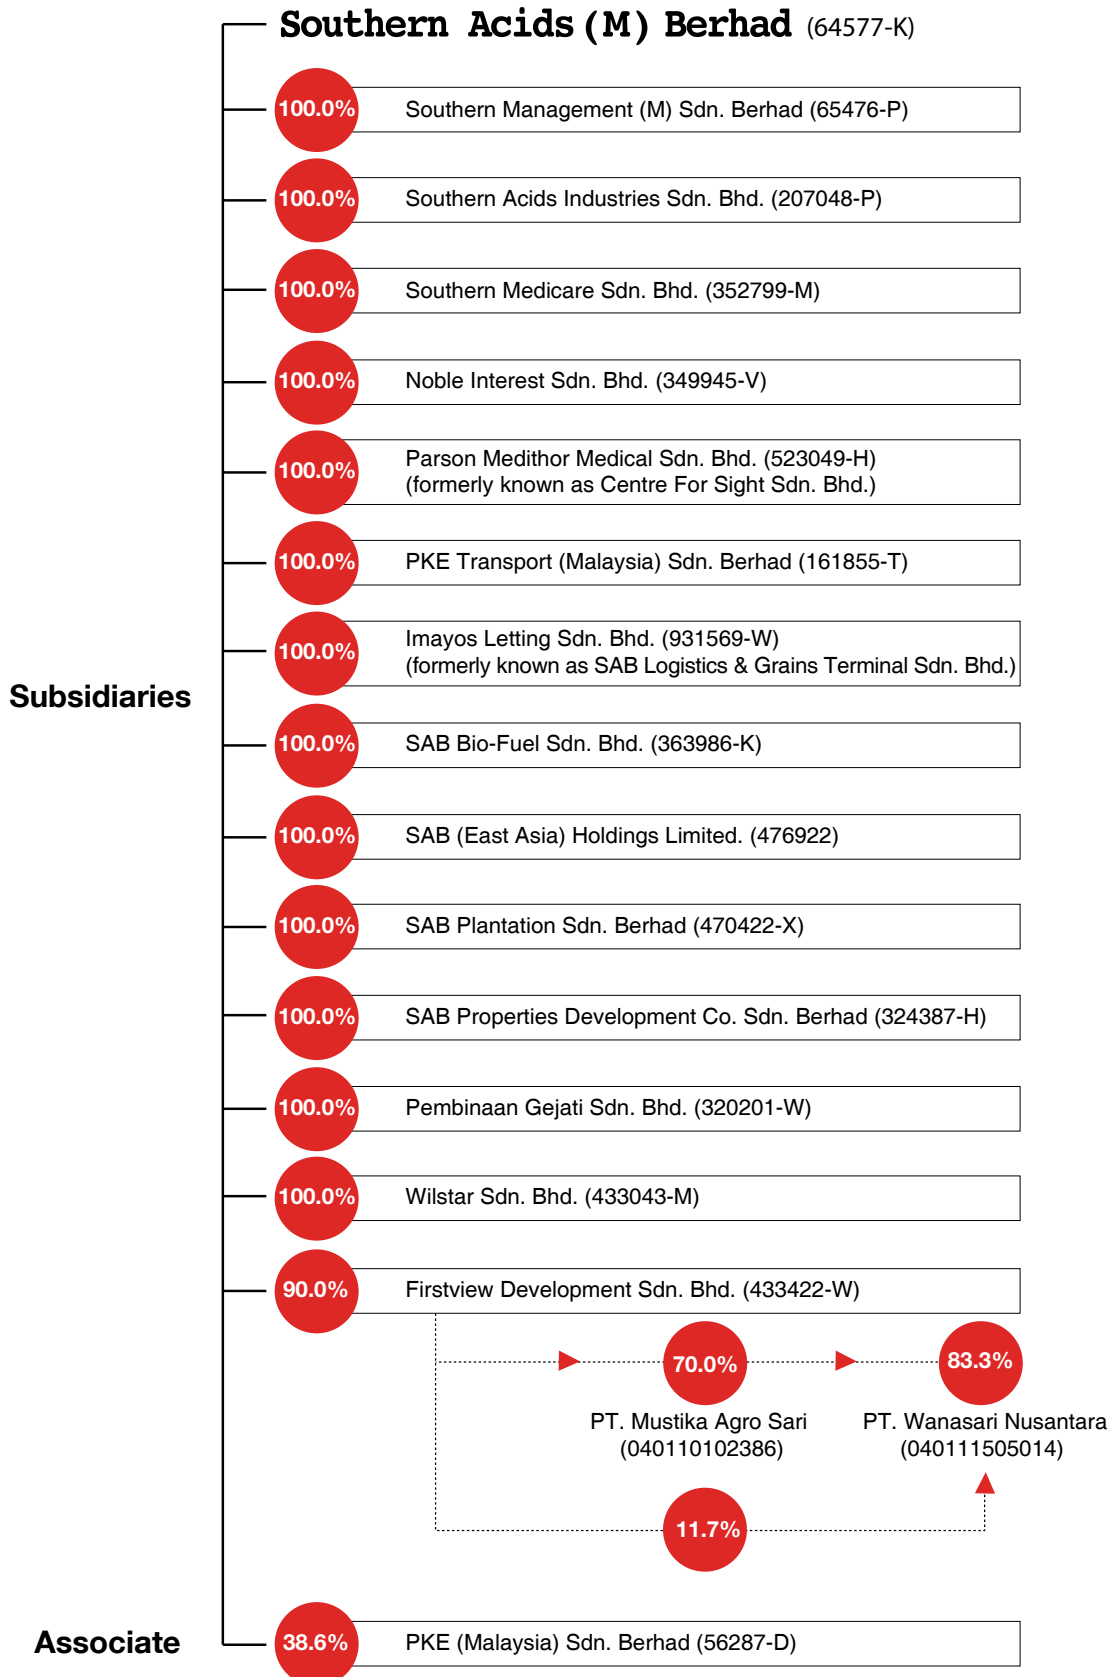 Southern Acids (M) Berhad (64577-K)
100.0% Southern Management (M) Sdn. Berhad (65476-P)
100.0% Southern Acids Industries Sdn. Bhd. (207048-P)
100.0% Southern Medicare Sdn. Bhd. (352799-M)
100.0% Noble Interest Sdn. Bhd. (349945-V)
100.0% Parson Medithor Medical Sdn. Bhd. (523049-H)
(formerly known as Centre For Sight Sdn. Bhd.)
100.0% PKE Transport (Malaysia) Sdn. Berhad (161855-T)
100.0% Imayos Letting Sdn. Bhd. (931569-W)
(formerly known as SAB Logistics & Grains Terminal Sdn. Bhd.)
Subsidiaries
100.0% SAB Bio-Fuel Sdn. Bhd. (363986-K)
100.0% SAB (East Asia) Holdings Limited. (476922)
100.0% SAB Plantation Sdn. Berhad (470422-X)
100.0% SAB Properties Development Co. Sdn. Berhad (324387-H)
100.0% Pembinaan Gejati Sdn. Bhd. (320201-W)
100.0% Wilstar Sdn. Bhd. (433043-M)
90.0% Firstview Development Sdn. Bhd. (433422-W)
70.0% 83.3%
PT. Mustika Agro Sari PT. Wanasari Nusantara
(040110102386) (040111505014)
11.7%
Associate 38.6% PKE (Malaysia) Sdn. Berhad (56287-D)